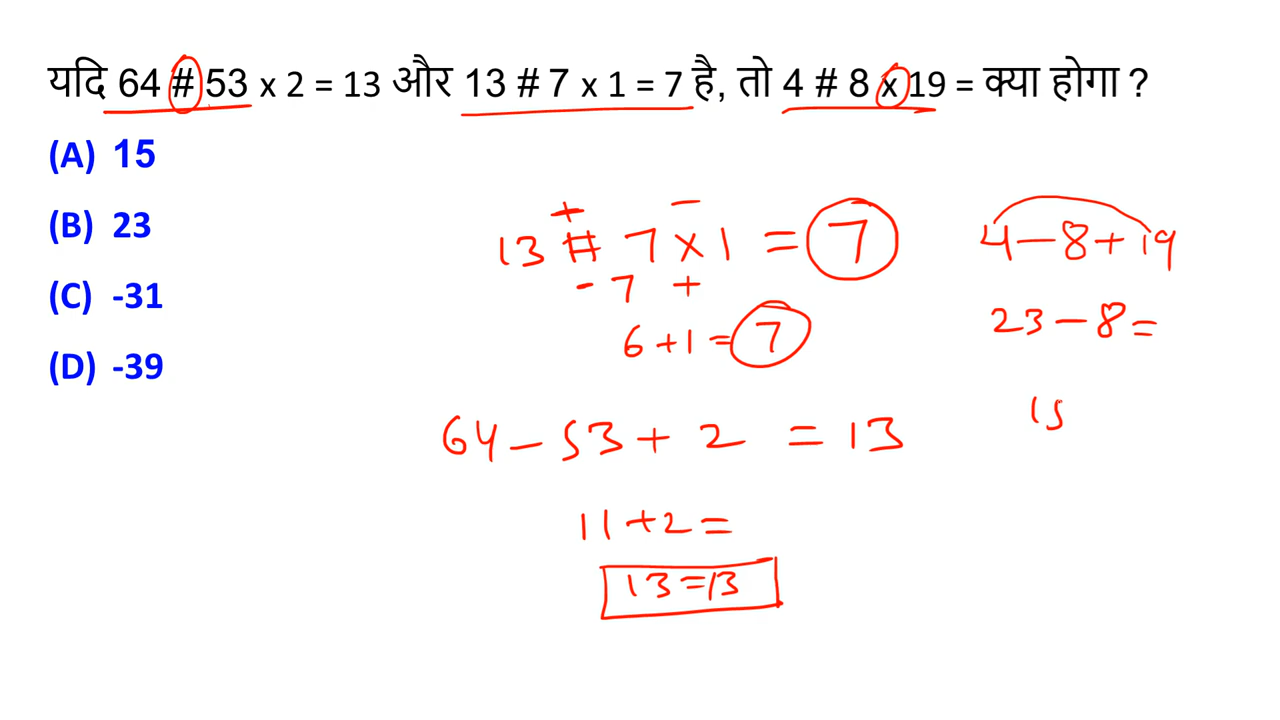 यदि 64 # 53 x 2 = 13 और 13 # 7 x 1 = 7 है, तो 4 # 8 x 19 = क्या होगा ?
(A) 15
(B) 23
(C) -31
(D) -39
+ −
13 # 7 x 1 = 7
- 7 +
6 + 1 = 7
64 − 53 + 2 = 13
11 + 2 =
13 = 13
4 − 8 + 19
23 − 8 =
15